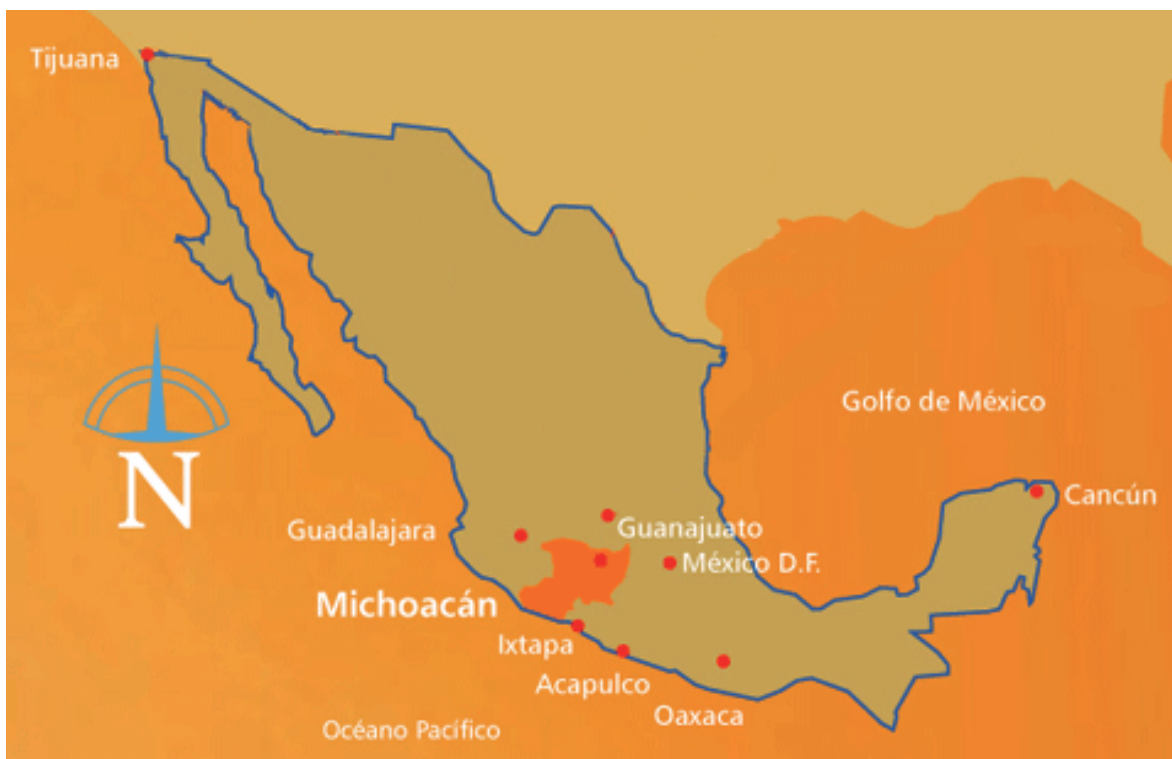 Tijuana
Golfo de México
N
Cancún
Guadalajara
Guanajuato
México D.F.
Michoacán
Ixtapa
Acapulco
Oaxaca
Océano Pacífico